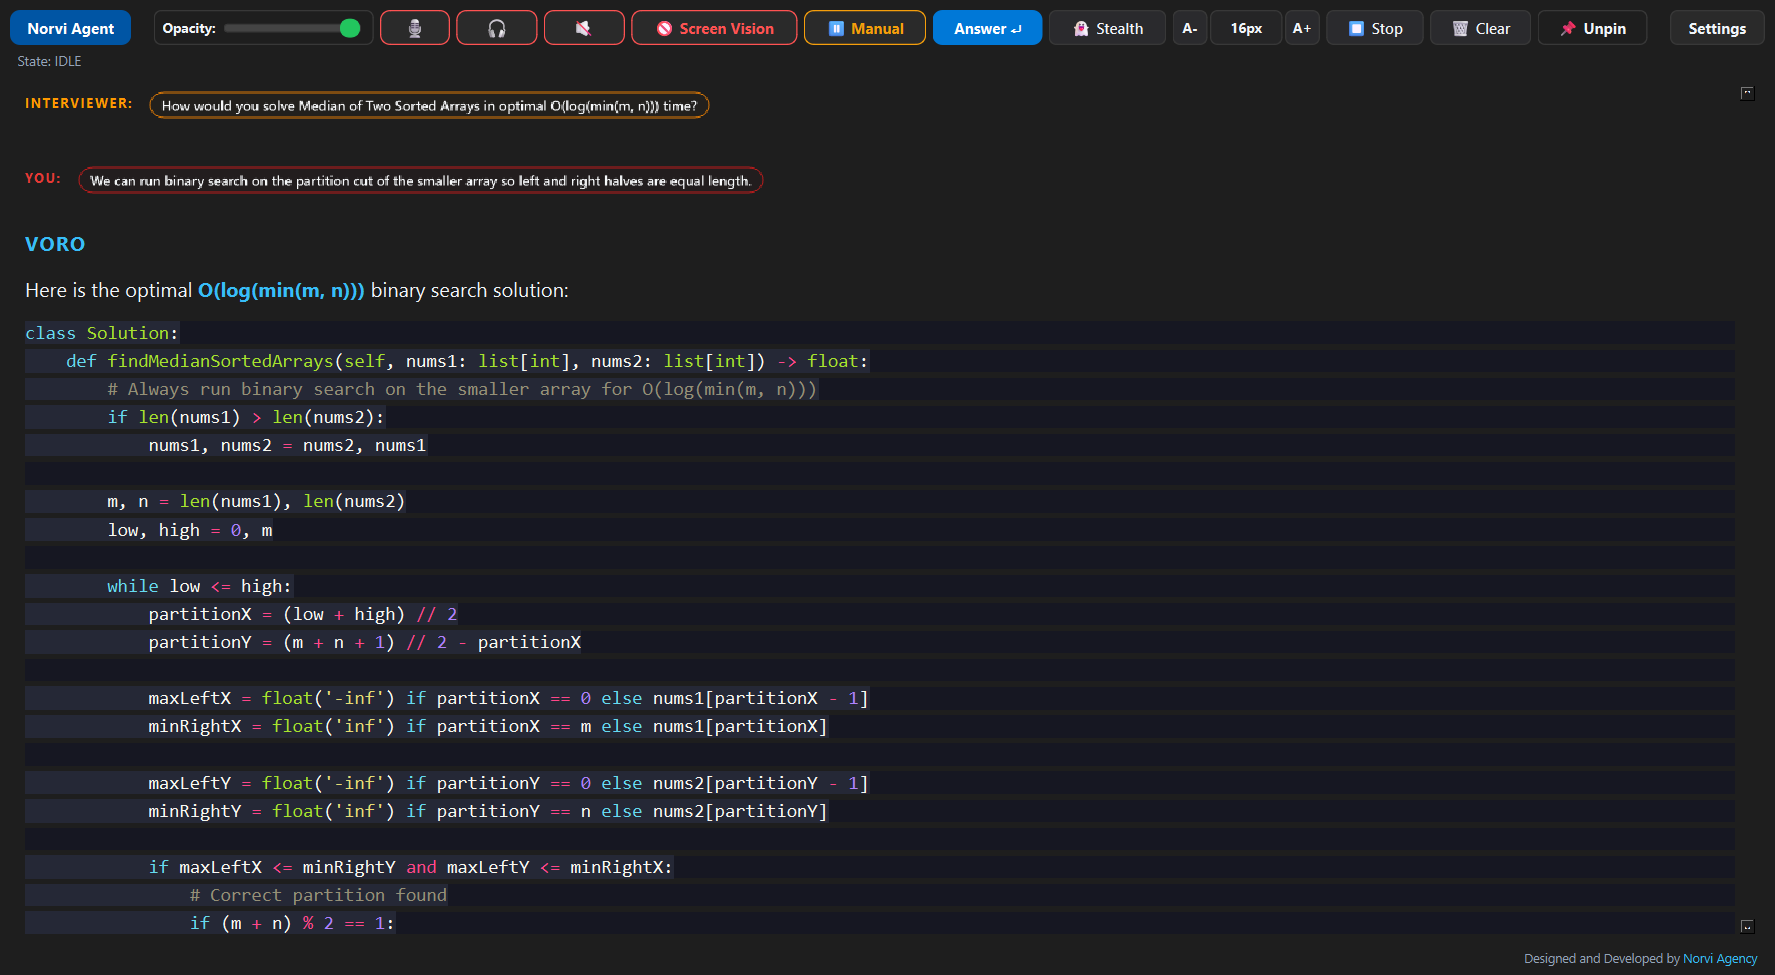 Norvi Agent Opacity: 🚫 Screen Vision ⏸ Manual Answer ⏎ Stealth A- 16px A+ Stop Clear 📌 Unpin Settings
State: IDLE
INTERVIEWER: How would you solve Median of Two Sorted Arrays in optimal O(log(min(m, n))) time?
YOU: We can run binary search on the partition cut of the smaller array so left and right halves are equal length.
VORO
Here is the optimal O(log(min(m, n))) binary search solution:
class Solution:
    def findMedianSortedArrays(self, nums1: list[int], nums2: list[int]) -> float:
        # Always run binary search on the smaller array for O(log(min(m, n)))
        if len(nums1) > len(nums2):
            nums1, nums2 = nums2, nums1
        m, n = len(nums1), len(nums2)
        low, high = 0, m
        while low <= high:
            partitionX = (low + high) // 2
            partitionY = (m + n + 1) // 2 - partitionX
            maxLeftX = float('-inf') if partitionX == 0 else nums1[partitionX - 1]
            minRightX = float('inf') if partitionX == m else nums1[partitionX]
            maxLeftY = float('-inf') if partitionY == 0 else nums2[partitionY - 1]
            minRightY = float('inf') if partitionY == n else nums2[partitionY]
            if maxLeftX <= minRightY and maxLeftY <= minRightX:
                # Correct partition found
                if (m + n) % 2 == 1:
Designed and Developed by Norvi Agency